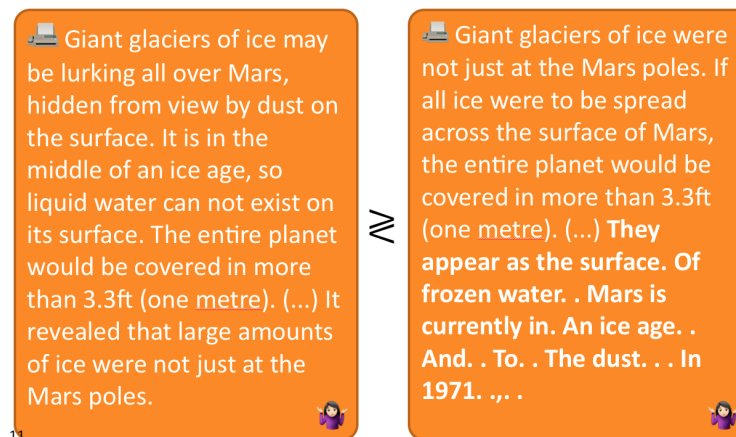 Giant glaciers of ice may
be lurking all over Mars,
hidden from view by dust on
the surface. It is in the
middle of an ice age, so
liquid water can not exist on
its surface. The entire planet
would be covered in more
than 3.3ft (one metre). (...) It
revealed that large amounts
of ice were not just at the
Mars poles.
⋛
Giant glaciers of ice were
not just at the Mars poles. If
all ice were to be spread
across the surface of Mars,
the entire planet would be
covered in more than 3.3ft
(one metre). (...) They
appear as the surface. Of
frozen water. . Mars is
currently in. An ice age. .
And. . To. . The dust. . . In
1971. .,. .
11